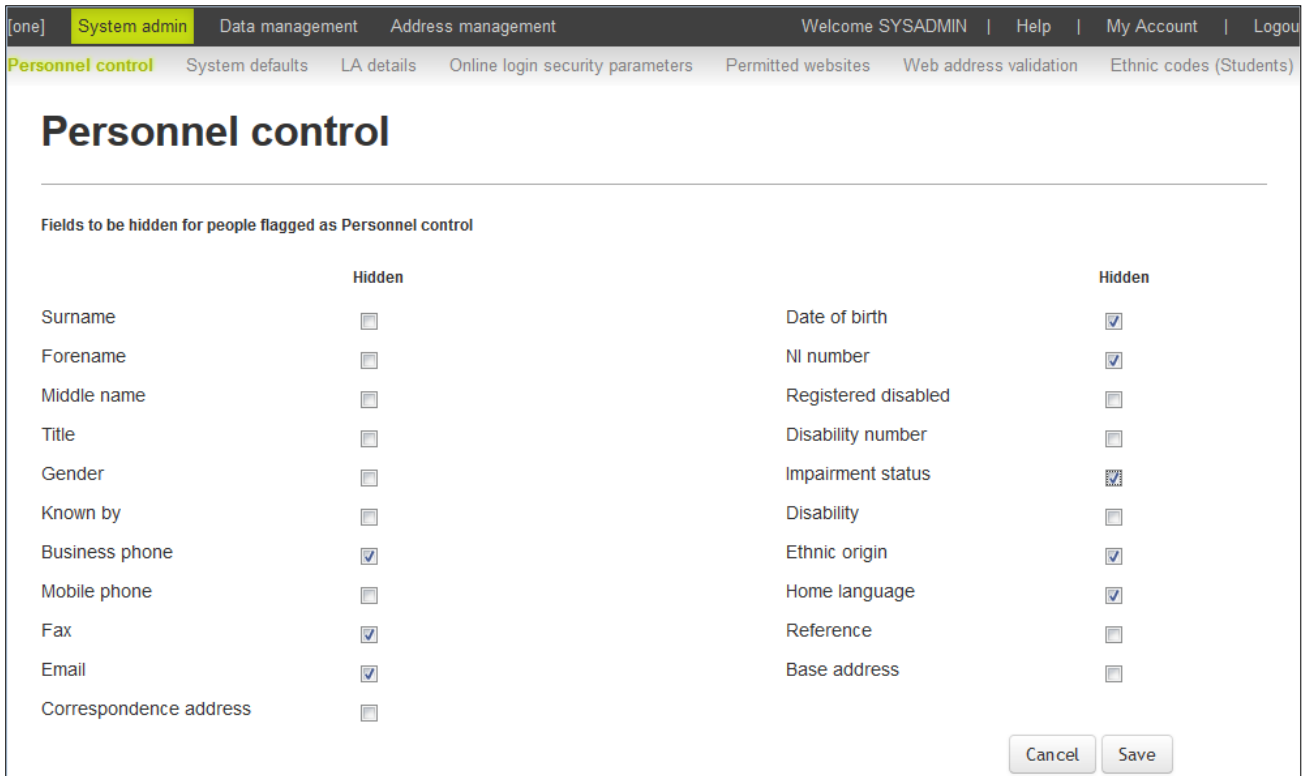 [one] System admin Data management Address management Welcome SYSADMIN | Help | My Account | Logou
Personnel control System defaults LA details Online login security parameters Permitted websites Web address validation Ethnic codes (Students)
Personnel control
Fields to be hidden for people flagged as Personnel control
Hidden Hidden
Surname Date of birth
Forename NI number
Middle name Registered disabled
Title Disability number
Gender Impairment status
Known by Disability
Business phone Ethnic origin
Mobile phone Home language
Fax Reference
Email Base address
Correspondence address
Cancel Save